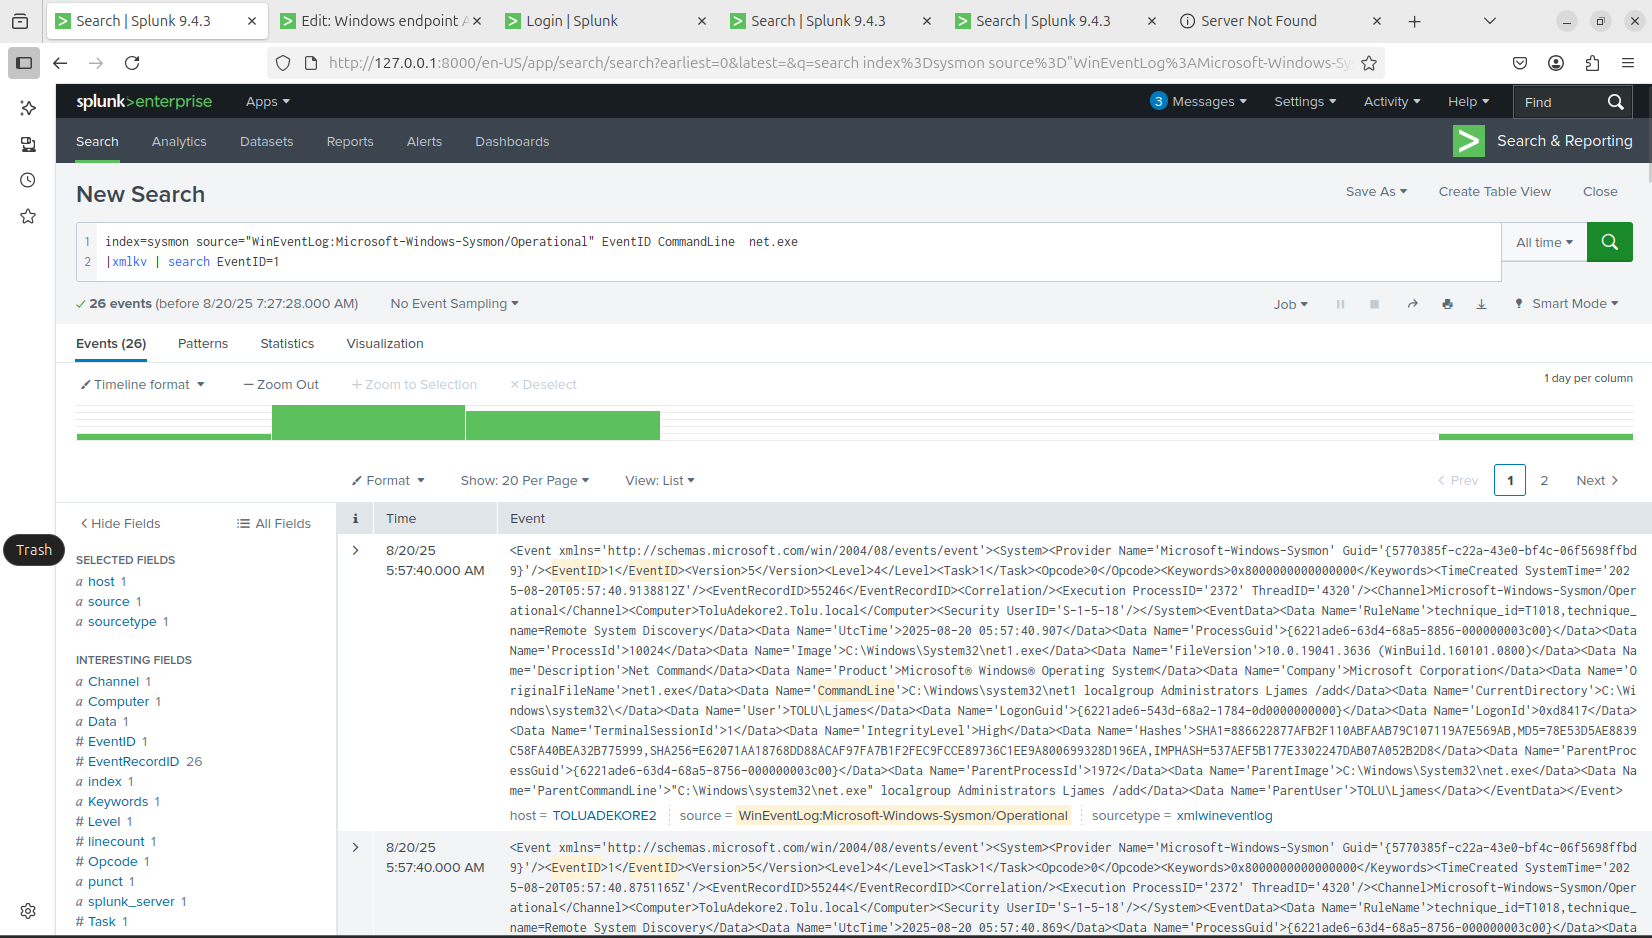 Search | Splunk 9.4.3
Edit: Windows endpoint A
Login | Splunk
Search | Splunk 9.4.3
Search | Splunk 9.4.3
Server Not Found
http://127.0.0.1:8000/en-US/app/search/search?earliest=0&latest=&q=search index%3Dsysmon source%3D"WinEventLog%3AMicrosoft-Windows-Sy
splunk>enterprise
Apps
3 Messages
Settings
Activity
Help
Find
Search
Analytics
Datasets
Reports
Alerts
Dashboards
Search & Reporting
New Search
Save As
Create Table View
Close
1 index=sysmon source="WinEventLog:Microsoft-Windows-Sysmon/Operational" EventID CommandLine  net.exe
2 |xmlkv | search EventID=1
All time
26 events (before 8/20/25 7:27:28.000 AM)
No Event Sampling
Job
Smart Mode
Events (26)
Patterns
Statistics
Visualization
Timeline format
Zoom Out
Zoom to Selection
Deselect
1 day per column
Format
Show: 20 Per Page
View: List
Prev
1
2
Next
Hide Fields
All Fields
SELECTED FIELDS
a host 1
a source 1
a sourcetype 1
INTERESTING FIELDS
a Channel 1
a Computer 1
a Data 1
# EventID 1
# EventRecordID 26
a index 1
a Keywords 1
# Level 1
# linecount 1
# Opcode 1
a punct 1
a splunk_server 1
# Task 1
Trash
i
Time
Event
8/20/25
5:57:40.000 AM
<Event xmlns='http://schemas.microsoft.com/win/2004/08/events/event'><System><Provider Name='Microsoft-Windows-Sysmon' Guid='{5770385f-c22a-43e0-bf4c-06f5698ffbd
9}'/><EventID>1</EventID><Version>5</Version><Level>4</Level><Task>1</Task><Opcode>0</Opcode><Keywords>0x8000000000000000</Keywords><TimeCreated SystemTime='202
5-08-20T05:57:40.9138812Z'/><EventRecordID>55246</EventRecordID><Correlation/><Execution ProcessID='2372' ThreadID='4320'/><Channel>Microsoft-Windows-Sysmon/Oper
ational</Channel><Computer>ToluAdekore2.Tolu.local</Computer><Security UserID='S-1-5-18'/></System><EventData><Data Name='RuleName'>technique_id=T1018,technique_
name=Remote System Discovery</Data><Data Name='UtcTime'>2025-08-20 05:57:40.907</Data><Data Name='ProcessGuid'>{6221ade6-63d4-68a5-8856-000000003c00}</Data><Data
Name='ProcessId'>10024</Data><Data Name='Image'>C:\Windows\System32\net1.exe</Data><Data Name='FileVersion'>10.0.19041.3636 (WinBuild.160101.0800)</Data><Data Na
me='Description'>Net Command</Data><Data Name='Product'>Microsoft® Windows® Operating System</Data><Data Name='Company'>Microsoft Corporation</Data><Data Name='O
riginalFileName'>net1.exe</Data><Data Name='CommandLine'>C:\Windows\system32\net1 localgroup Administrators Ljames /add</Data><Data Name='CurrentDirectory'>C:\Wi
ndows\system32\</Data><Data Name='User'>TOLU\Ljames</Data><Data Name='LogonGuid'>{6221ade6-543d-68a2-1784-0d0000000000}</Data><Data Name='LogonId'>0xd8417</Data>
<Data Name='TerminalSessionId'>1</Data><Data Name='IntegrityLevel'>High</Data><Data Name='Hashes'>SHA1=886622877AFB2F110ABFAAB79C107119A7E569AB,MD5=78E53D5AE8839
C58FA40BEA32B775999,SHA256=E62071AA18768DD88ACAF97FA7B1F2FEC9FCCE89736C1EE9A800699328D196EA,IMPHASH=537AEF5B177E3302247DAB07A052B2D8</Data><Data Name='ParentProc
essGuid'>{6221ade6-63d4-68a5-8756-000000003c00}</Data><Data Name='ParentProcessId'>1972</Data><Data Name='ParentImage'>C:\Windows\System32\net.exe</Data><Data Na
me='ParentCommandLine'>"C:\Windows\system32\net.exe" localgroup Administrators Ljames /add</Data><Data Name='ParentUser'>TOLU\Ljames</Data></EventData></Event>
host = TOLUADEKORE2
source = WinEventLog:Microsoft-Windows-Sysmon/Operational
sourcetype = xmlwineventlog
8/20/25
5:57:40.000 AM
<Event xmlns='http://schemas.microsoft.com/win/2004/08/events/event'><System><Provider Name='Microsoft-Windows-Sysmon' Guid='{5770385f-c22a-43e0-bf4c-06f5698ffbd
9}'/><EventID>1</EventID><Version>5</Version><Level>4</Level><Task>1</Task><Opcode>0</Opcode><Keywords>0x8000000000000000</Keywords><TimeCreated SystemTime='202
5-08-20T05:57:40.8751165Z'/><EventRecordID>55244</EventRecordID><Correlation/><Execution ProcessID='2372' ThreadID='4320'/><Channel>Microsoft-Windows-Sysmon/Oper
ational</Channel><Computer>ToluAdekore2.Tolu.local</Computer><Security UserID='S-1-5-18'/></System><EventData><Data Name='RuleName'>technique_id=T1018,technique_
name=Remote System Discovery</Data><Data Name='UtcTime'>2025-08-20 05:57:40.869</Data><Data Name='ProcessGuid'>{6221ade6-63d4-68a5-8756-000000003c00}</Data><Data